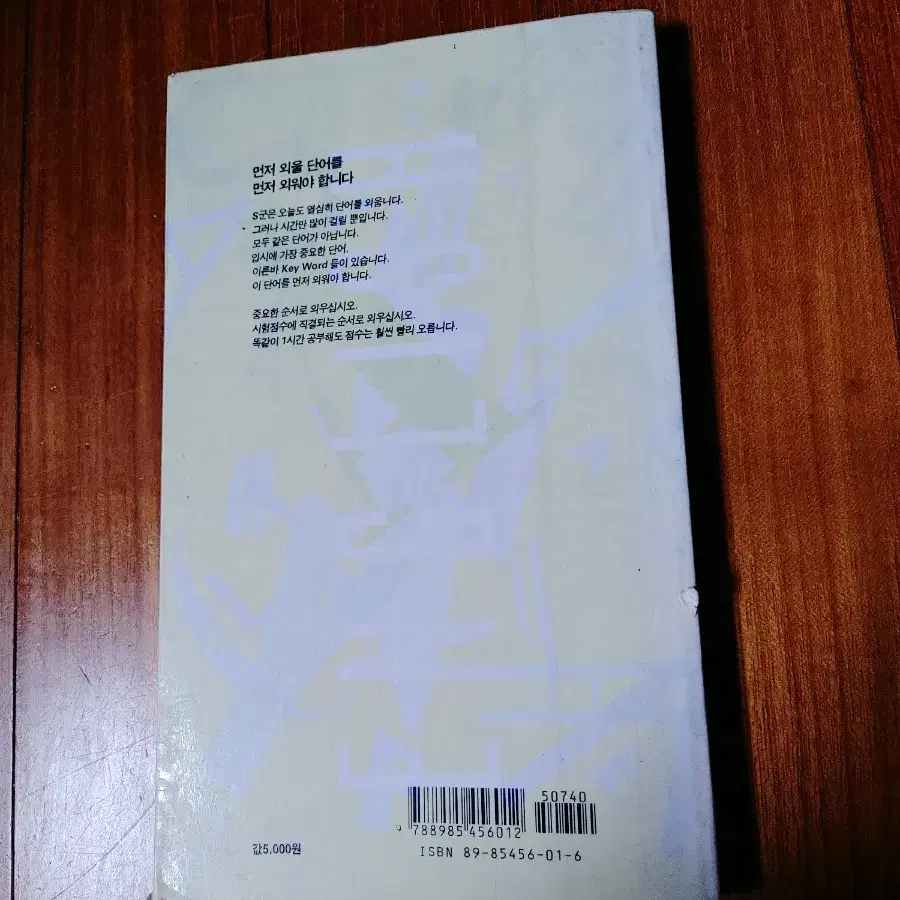 먼저 외울 단어를
먼저 외워야 합니다
S군은 오늘도 열심히 단어를 외웁니다.
그러나 시간만 많이 걸릴 뿐입니다.
모두 같은 단어가 아닙니다.
입시에 가장 중요한 단어,
이른바 Key Word 들이 있습니다.
이 단어를 먼저 외워야 합니다.
중요한 순서로 외우십시오.
시험점수에 직결되는 순서로 외우십시오.
똑같이 1시간 공부해도 점수는 훨씬 빨리 오릅니다.
50740
9 788985 456012
값5,000원
ISBN 89-85456-01-6